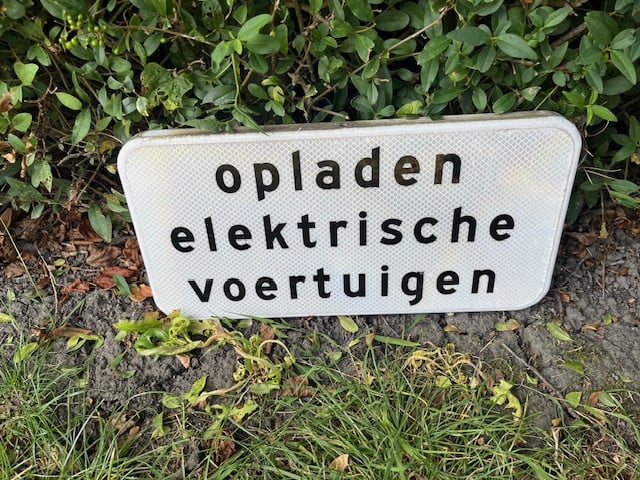 opladen
elektrische
voertuigen